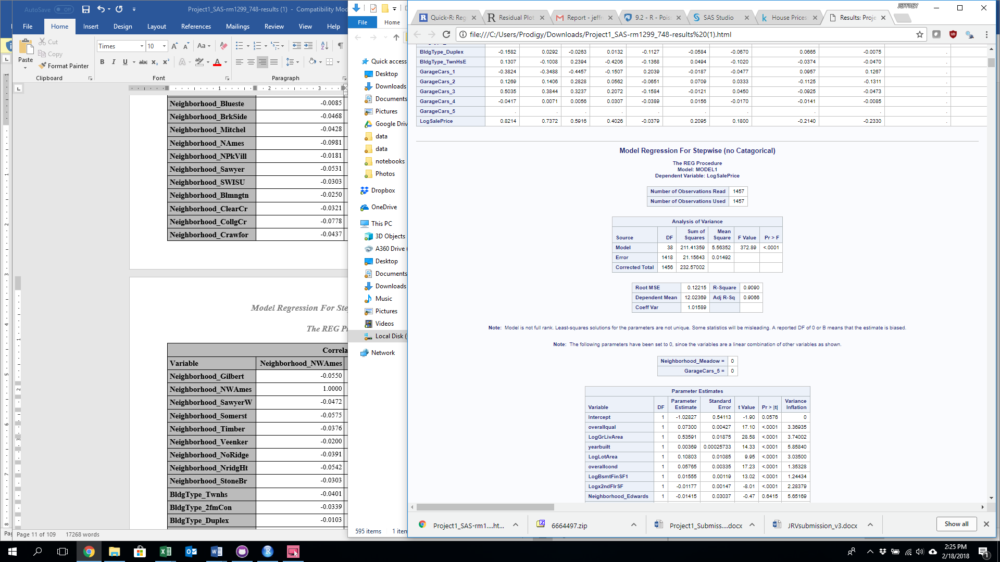 AutoSave Off Project1_SAS-rm1299_748-results (1) - Compatibility Mod
File Home Insert Design Layout References Mailings Review View Help
Paste
Cut
Copy
Format Painter
Times 10
Clipboard Font Paragraph
Neighborhood_Blueste -0.0085
Neighborhood_BrkSide -0.0468
Neighborhood_Mitchel -0.0428
Neighborhood_NAmes -0.0981
Neighborhood_NPkVill -0.0181
Neighborhood_Sawyer -0.0531
Neighborhood_SWISU -0.0303
Neighborhood_Blmngtn -0.0250
Neighborhood_ClearCr -0.0321
Neighborhood_CollgCr -0.0778
Neighborhood_Crawfor -0.0437
Model Regression For Step
The REG Pr
Correla
Variable Neighborhood_NWAmes
Neighborhood_Gilbert -0.0550
Neighborhood_NWAmes 1.0000
Neighborhood_SawyerW -0.0472
Neighborhood_Somerst -0.0575
Neighborhood_Timber -0.0376
Neighborhood_Veenker -0.0200
Neighborhood_NoRidge -0.0391
Neighborhood_NridgHt -0.0542
Neighborhood_StoneBr -0.0303
BldgType_Twnhs -0.0401
BldgType_2fmCon -0.0339
BldgType_Duplex -0.0103
Page 11 of 109 17268 words
File Home
Quick access
Desktop
Downloads
Documents
Pictures
Google Driv
data
data
notebooks
Photos
Dropbox
OneDrive
This PC
3D Objects
A360 Drive (
Desktop
Documents
Downloads
Music
Pictures
Videos
Local Disk (
Network
595 items 1 item
JEFFREY
Quick-R: Reg
Residual Plot
Report - jeffr
9.2 - R - Pois
SAS Studio
House Prices
Results: Proje
file:///C:/Users/Prodigy/Downloads/Project1_SAS-rm1299_748-results%20(1).html
BldgType_Duplex -0.1582 0.0292 -0.0263 0.0132 -0.1127 -0.0584 -0.0670 0.0665 -0.0075 .
BldgType_TwnHsE 0.1307 -0.1008 0.2394 -0.4206 -0.1368 0.0494 -0.1020 -0.0374 -0.0470 .
GarageCars_1 -0.3824 -0.3488 -0.4457 -0.1507 0.2039 -0.0187 -0.0477 0.0957 0.1267 .
GarageCars_2 0.1269 0.1406 0.2828 0.0562 -0.0651 0.0709 0.0333 -0.1125 -0.1311 .
GarageCars_3 0.5035 0.3844 0.3237 0.2072 -0.1584 -0.0121 0.0450 -0.0925 -0.0473 .
GarageCars_4 -0.0417 0.0071 0.0056 0.0307 -0.0389 0.0156 -0.0170 -0.0141 -0.0085 .
GarageCars_5 . . . . . . . . . .
LogSalePrice 0.8214 0.7372 0.5916 0.4026 -0.0379 0.2095 0.1800 -0.2140 -0.2330 .
Model Regression For Stepwise (no Catagorical)
The REG Procedure
Model: MODEL1
Dependent Variable: LogSalePrice
Number of Observations Read 1457
Number of Observations Used 1457
Analysis of Variance
Source DF Sum of Squares Mean Square F Value Pr > F
Model 38 211.41359 5.56352 372.89 <.0001
Error 1418 21.15643 0.01492
Corrected Total 1456 232.57002
Root MSE 0.12215 R-Square 0.9090
Dependent Mean 12.02369 Adj R-Sq 0.9066
Coeff Var 1.01589
Note: Model is not full rank. Least-squares solutions for the parameters are not unique. Some statistics will be misleading. A reported DF of 0 or B means that the estimate is biased.
Note: The following parameters have been set to 0, since the variables are a linear combination of other variables as shown.
Neighborhood_Meadow = 0
GarageCars_5 = 0
Parameter Estimates
Variable DF Parameter Estimate Standard Error t Value Pr > |t| Variance Inflation
Intercept 1 -1.02827 0.54113 -1.90 0.0576 0
overallqual 1 0.07300 0.00427 17.10 <.0001 3.36935
LogGrLivArea 1 0.53591 0.01875 28.58 <.0001 3.74002
yearbuilt 1 0.00369 0.00025733 14.33 <.0001 5.85840
LogLotArea 1 0.10803 0.01085 9.95 <.0001 3.03500
overallcond 1 0.05765 0.00335 17.23 <.0001 1.35328
LogBsmtFinSF1 1 0.01555 0.00119 13.02 <.0001 1.24434
Logx2ndFlrSF 1 -0.01177 0.00147 -8.01 <.0001 2.28379
Neighborhood_Edwards 1 -0.01415 0.03037 -0.47 0.6415 5.65169
Project1_SAS-rm1....ht...
6664497.zip
Project1_Submiss....docx
JRVsubmission_v3.docx
Show all
2:25 PM
2/18/2018